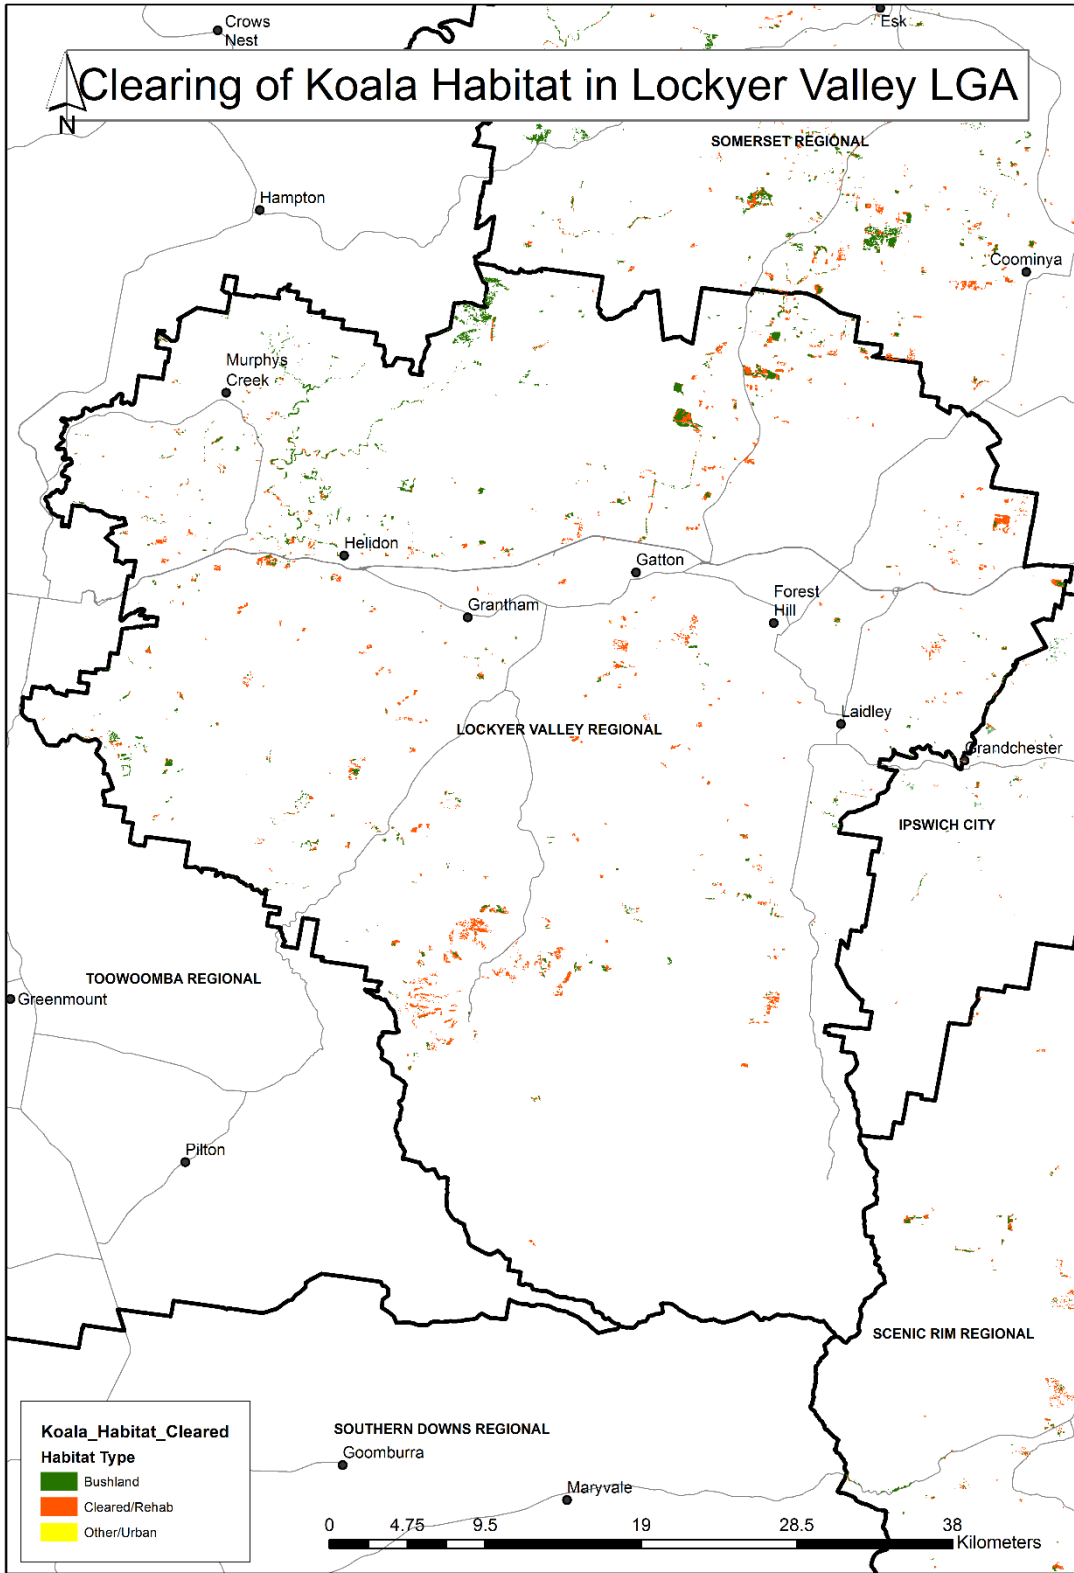 Crows
Nest
Esk
Clearing of Koala Habitat in Lockyer Valley LGA
N
SOMERSET REGIONAL
Hampton
Coominya
Murphys
Creek
Helidon
Gatton
Grantham
Forest
Hill
Laidley
LOCKYER VALLEY REGIONAL
Grandchester
IPSWICH CITY
TOOWOOMBA REGIONAL
Greenmount
Pilton
SCENIC RIM REGIONAL
SOUTHERN DOWNS REGIONAL
Goomburra
Maryvale
Koala_Habitat_Cleared
Habitat Type
Bushland
Cleared/Rehab
Other/Urban
0 4.75 9.5 19 28.5 38
Kilometers